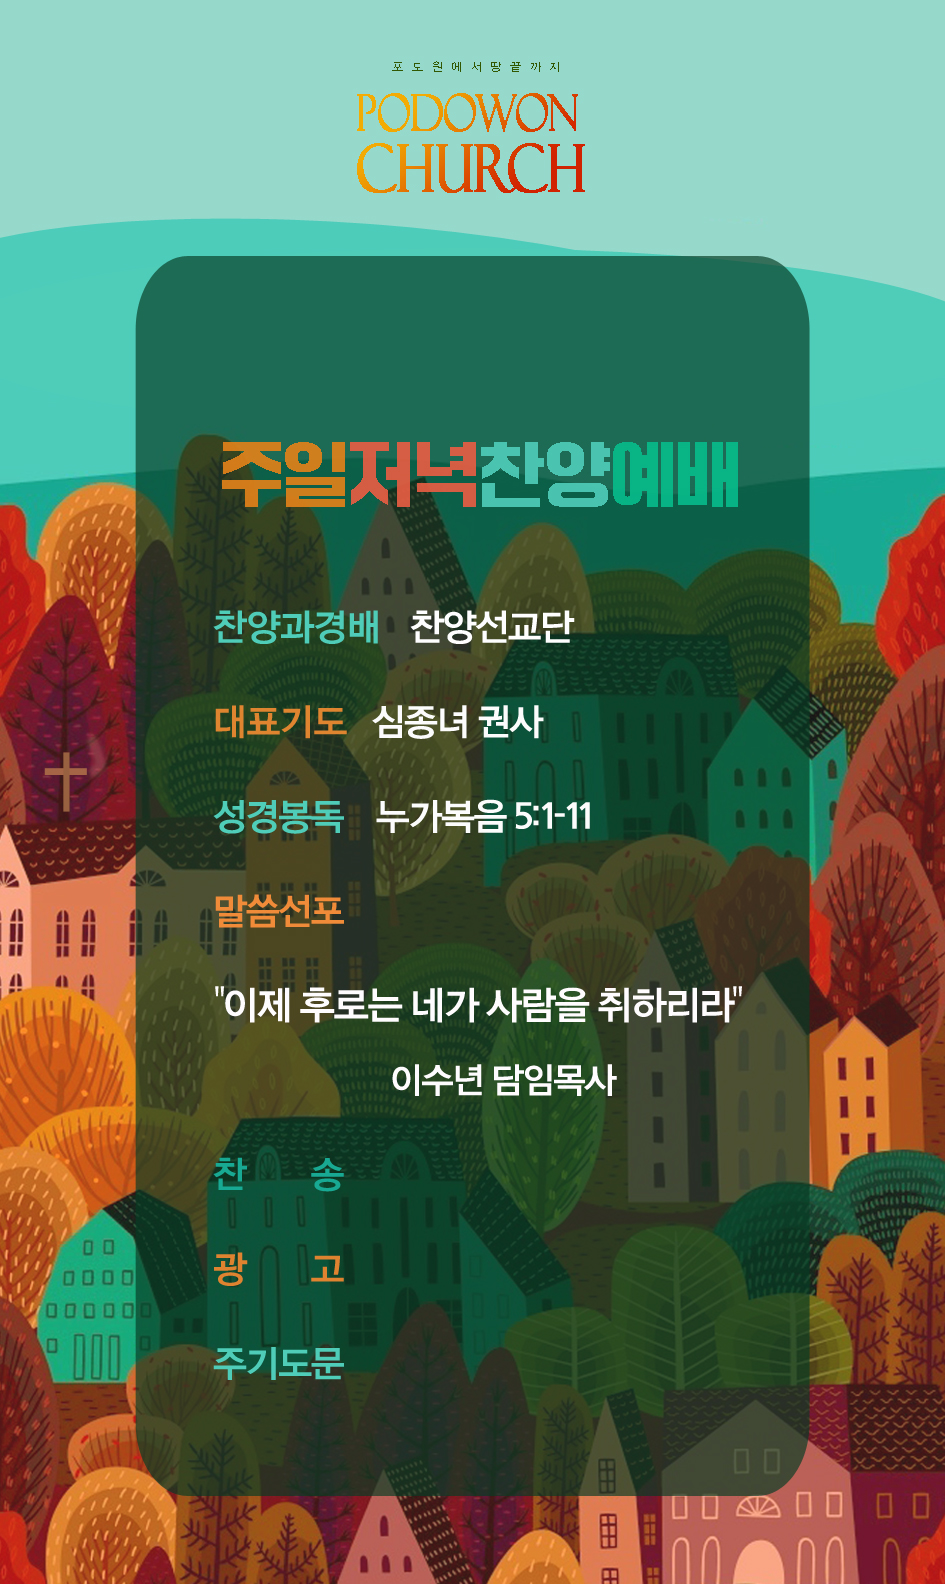 포도원에서땅끝까지
PODOWON
CHURCH
주일저녁찬양예배
찬양과경배 찬양선교단
대표기도 심종녀 권사
성경봉독 누가복음 5:1-11
말씀선포
"이제 후로는 네가 사람을 취하리라"
이수년 담임목사
찬 송
광 고
주기도문